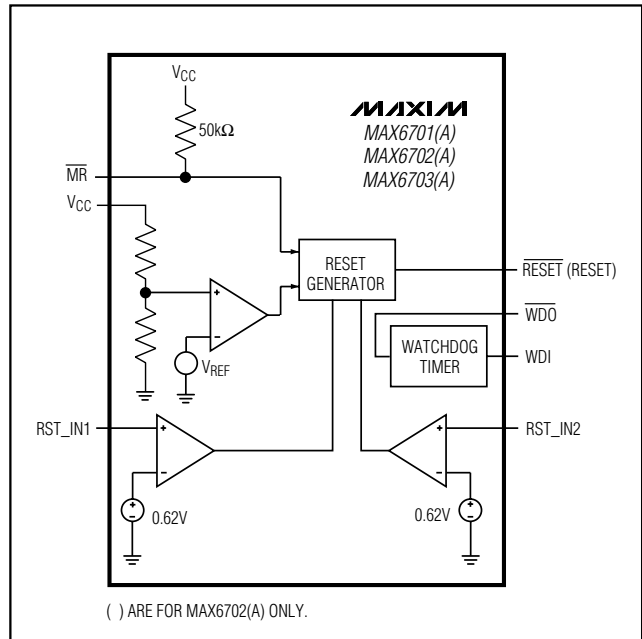 VCC
50kΩ
MAXIM
MAX6701(A)
MAX6702(A)
MAX6703(A)
MR
VCC
+
−
VREF
RESET
GENERATOR
RESET (RESET)
WDO
WATCHDOG
TIMER
WDI
RST_IN1
+
−
+
−
0.62V
RST_IN2
+
−
+
−
0.62V
( ) ARE FOR MAX6702(A) ONLY.